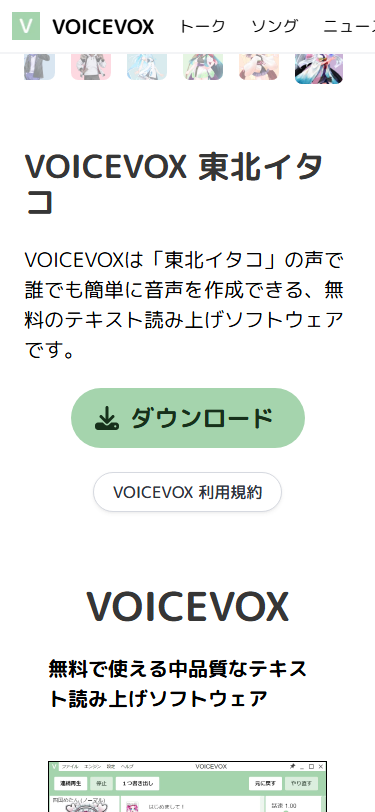 V VOICEVOX トーク ソング ニュース
VOICEVOX 東北イタ
コ
VOICEVOXは「東北イタコ」の声で
誰でも簡単に音声を作成できる、無
料のテキスト読み上げソフトウェア
です。
ダウンロード
VOICEVOX 利用規約
VOICEVOX
無料で使える中品質なテキス
ト読み上げソフトウェア
V ファイル エンジン 設定 ヘルプ VOICEVOX
連続再生 停止 1つ書き出し 元に戻す やり直す
四国めたん (ノーマル) はじめまして! 話速 1.00